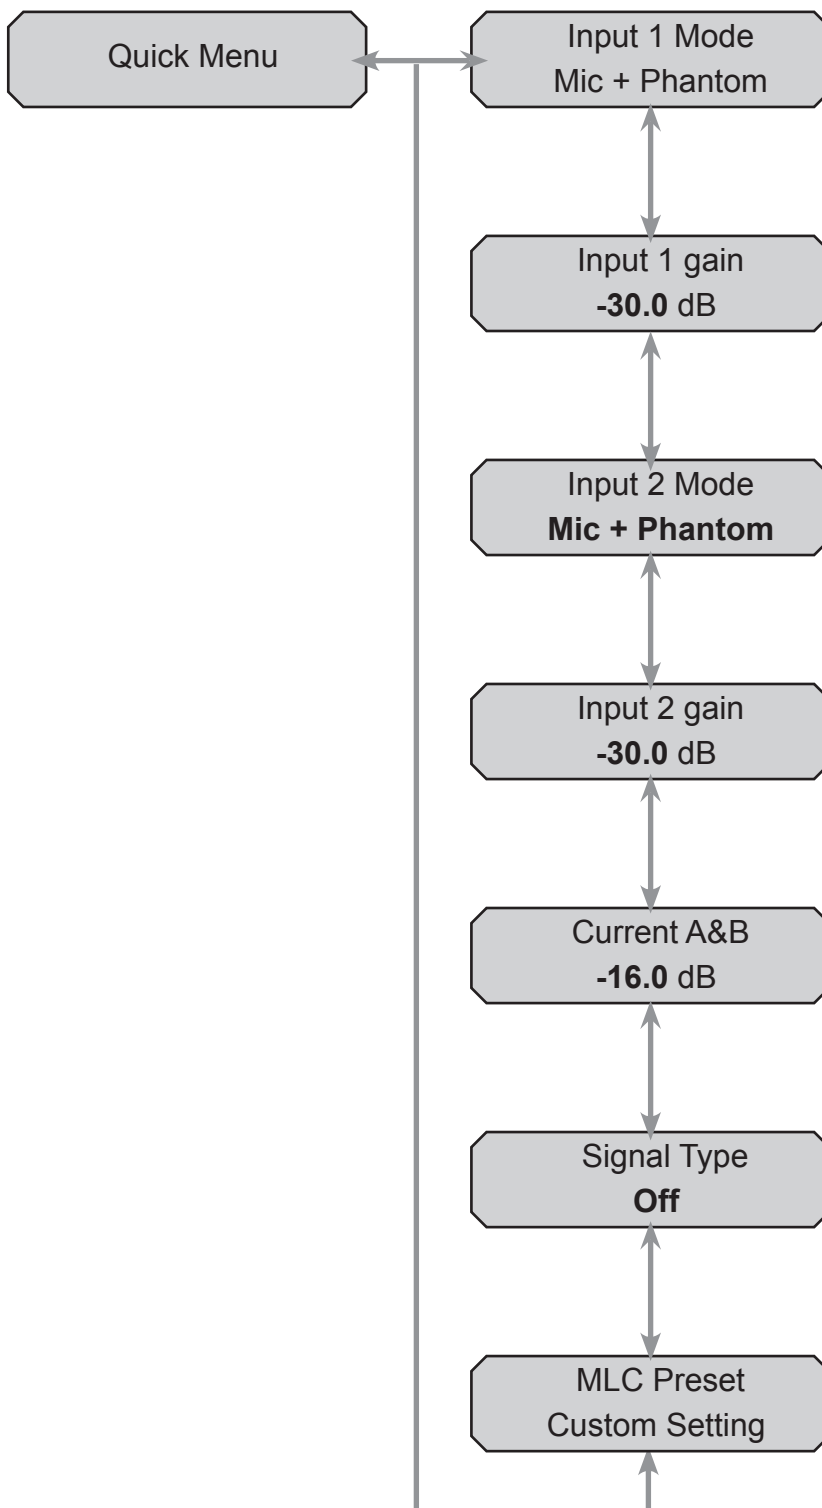 Quick Menu
Input 1 Mode
Mic + Phantom
Input 1 gain
-30.0 dB
Input 2 Mode
Mic + Phantom
Input 2 gain
-30.0 dB
Current A&B
-16.0 dB
Signal Type
Off
MLC Preset
Custom Setting